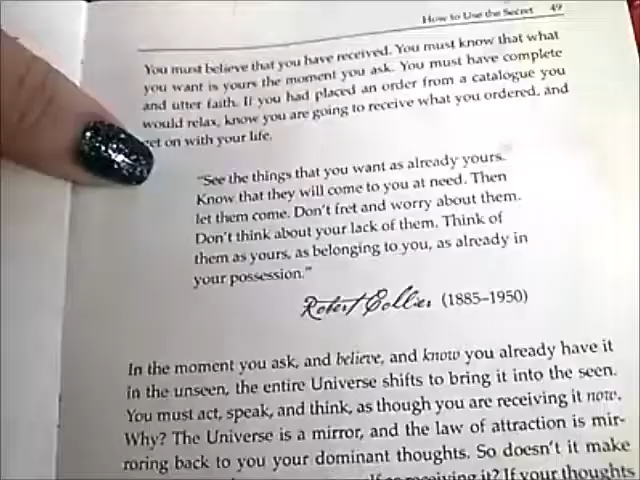 How to Use the Secret 49
You must believe that you have received. You must know that what
you want is yours the moment you ask. You must have complete
and utter faith. If you had placed an order from a catalogue you
would relax, know you are going to receive what you ordered, and
get on with your life.
"See the things that you want as already yours.
Know that they will come to you at need. Then
let them come. Don't fret and worry about them.
Don't think about your lack of them. Think of
them as yours, as belonging to you, as already in
your possession."
Robert Collier (1885–1950)
In the moment you ask, and believe, and know you already have it
in the unseen, the entire Universe shifts to bring it into the seen.
You must act, speak, and think, as though you are receiving it now.
Why? The Universe is a mirror, and the law of attraction is mir-
roring back to you your dominant thoughts. So doesn't it make
receiving it? If your thoughts